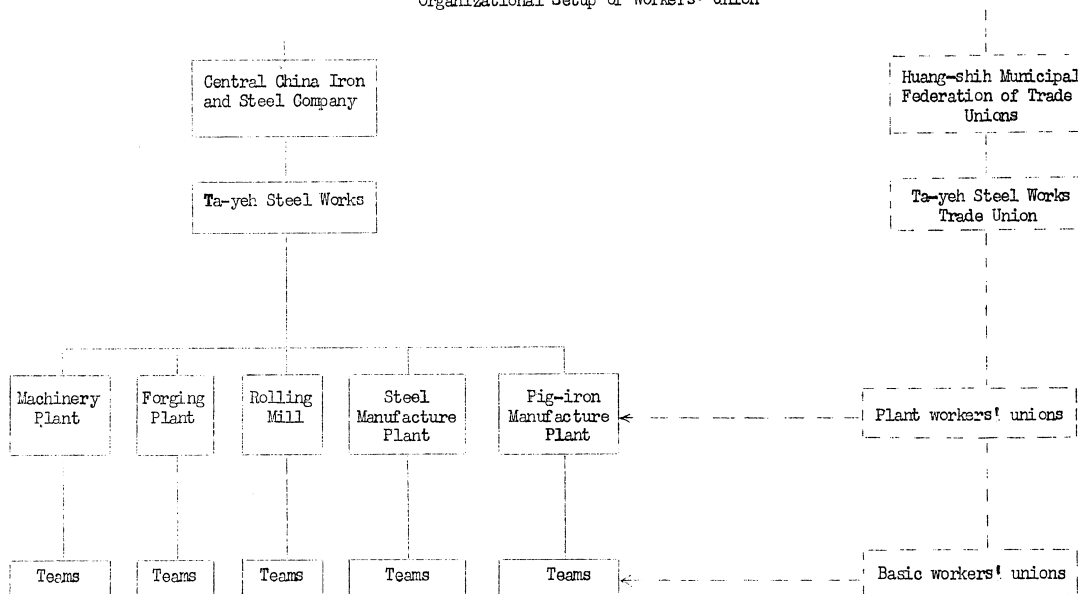 Organizational Setup of Workers' union
Central China Iron
and Steel Company
Huang-shih Municipal
Federation of Trade
Unions
Ta-yeh Steel Works
Ta-yeh Steel Works
Trade Union
Machinery
Plant
Forging
Plant
Rolling
Mill
Steel
Manufacture
Plant
Pig-iron
Manufacture
Plant
Plant workers' unions
Teams
Teams
Teams
Teams
Teams
Basic workers' unions